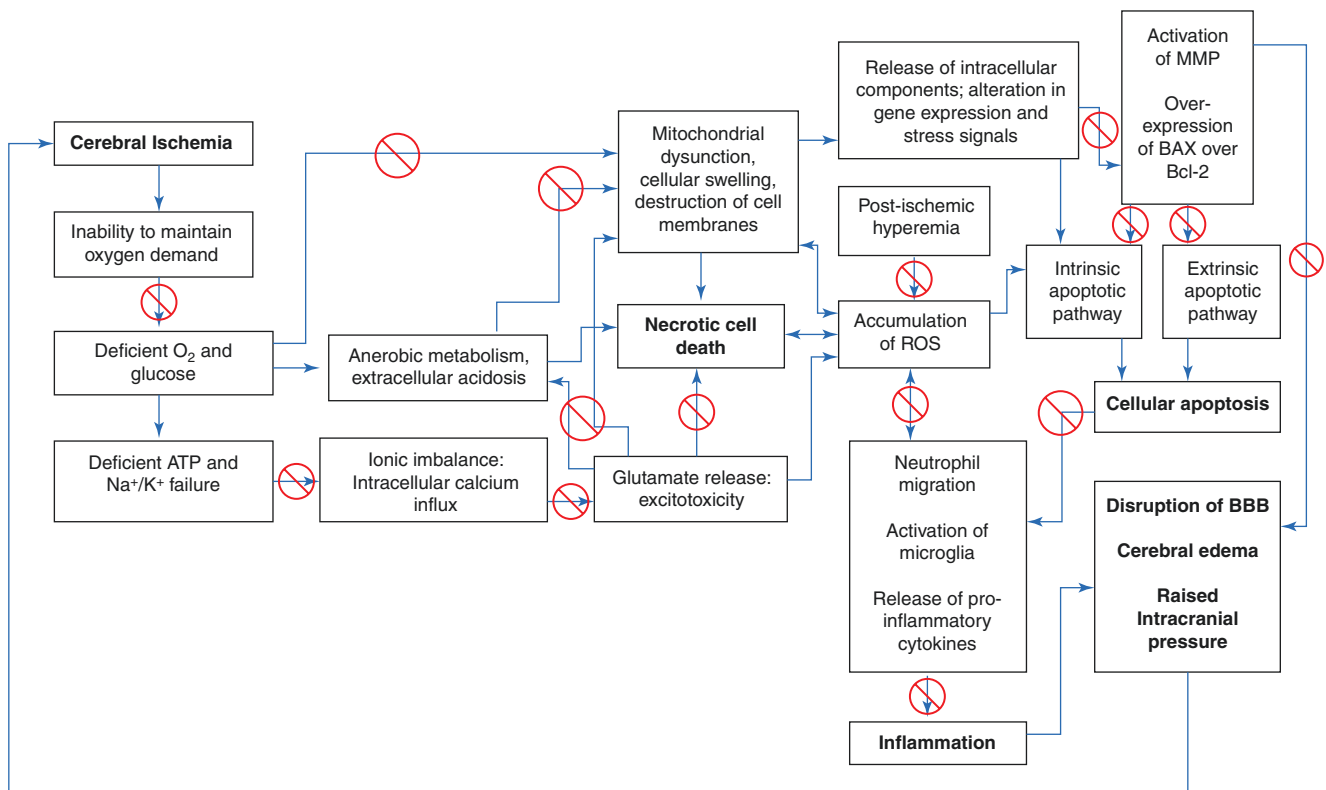 Cerebral Ischemia
Inability to maintain
oxygen demand
Deficient O₂ and
glucose
Deficient ATP and
Na⁺/K⁺ failure
Anerobic metabolism,
extracellular acidosis
Ionic imbalance:
Intracellular calcium
influx
Mitochondrial
dysunction,
cellular swelling,
destruction of cell
membranes
Necrotic cell
death
Glutamate release:
excitotoxicity
Release of intracellular
components; alteration in
gene expression and
stress signals
Post-ischemic
hyperemia
Accumulation
of ROS
Neutrophil
migration
Activation of
microglia
Release of pro-
inflammatory
cytokines
Inflammation
Activation
of MMP
Over-
expression
of BAX over
Bcl-2
Intrinsic
apoptotic
pathway
Extrinsic
apoptotic
pathway
Cellular apoptosis
Disruption of BBB
Cerebral edema
Raised
Intracranial
pressure